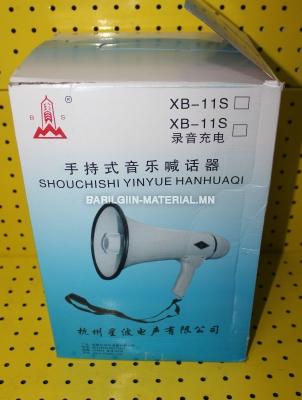 B S ®
XB-11S
XB-11S
录音充电
手持式音乐喊话器
SHOUCHISHI YINYUE HANHUAQI
BARILGIIN-MATERIAL.MN
杭州星波电声有限公司